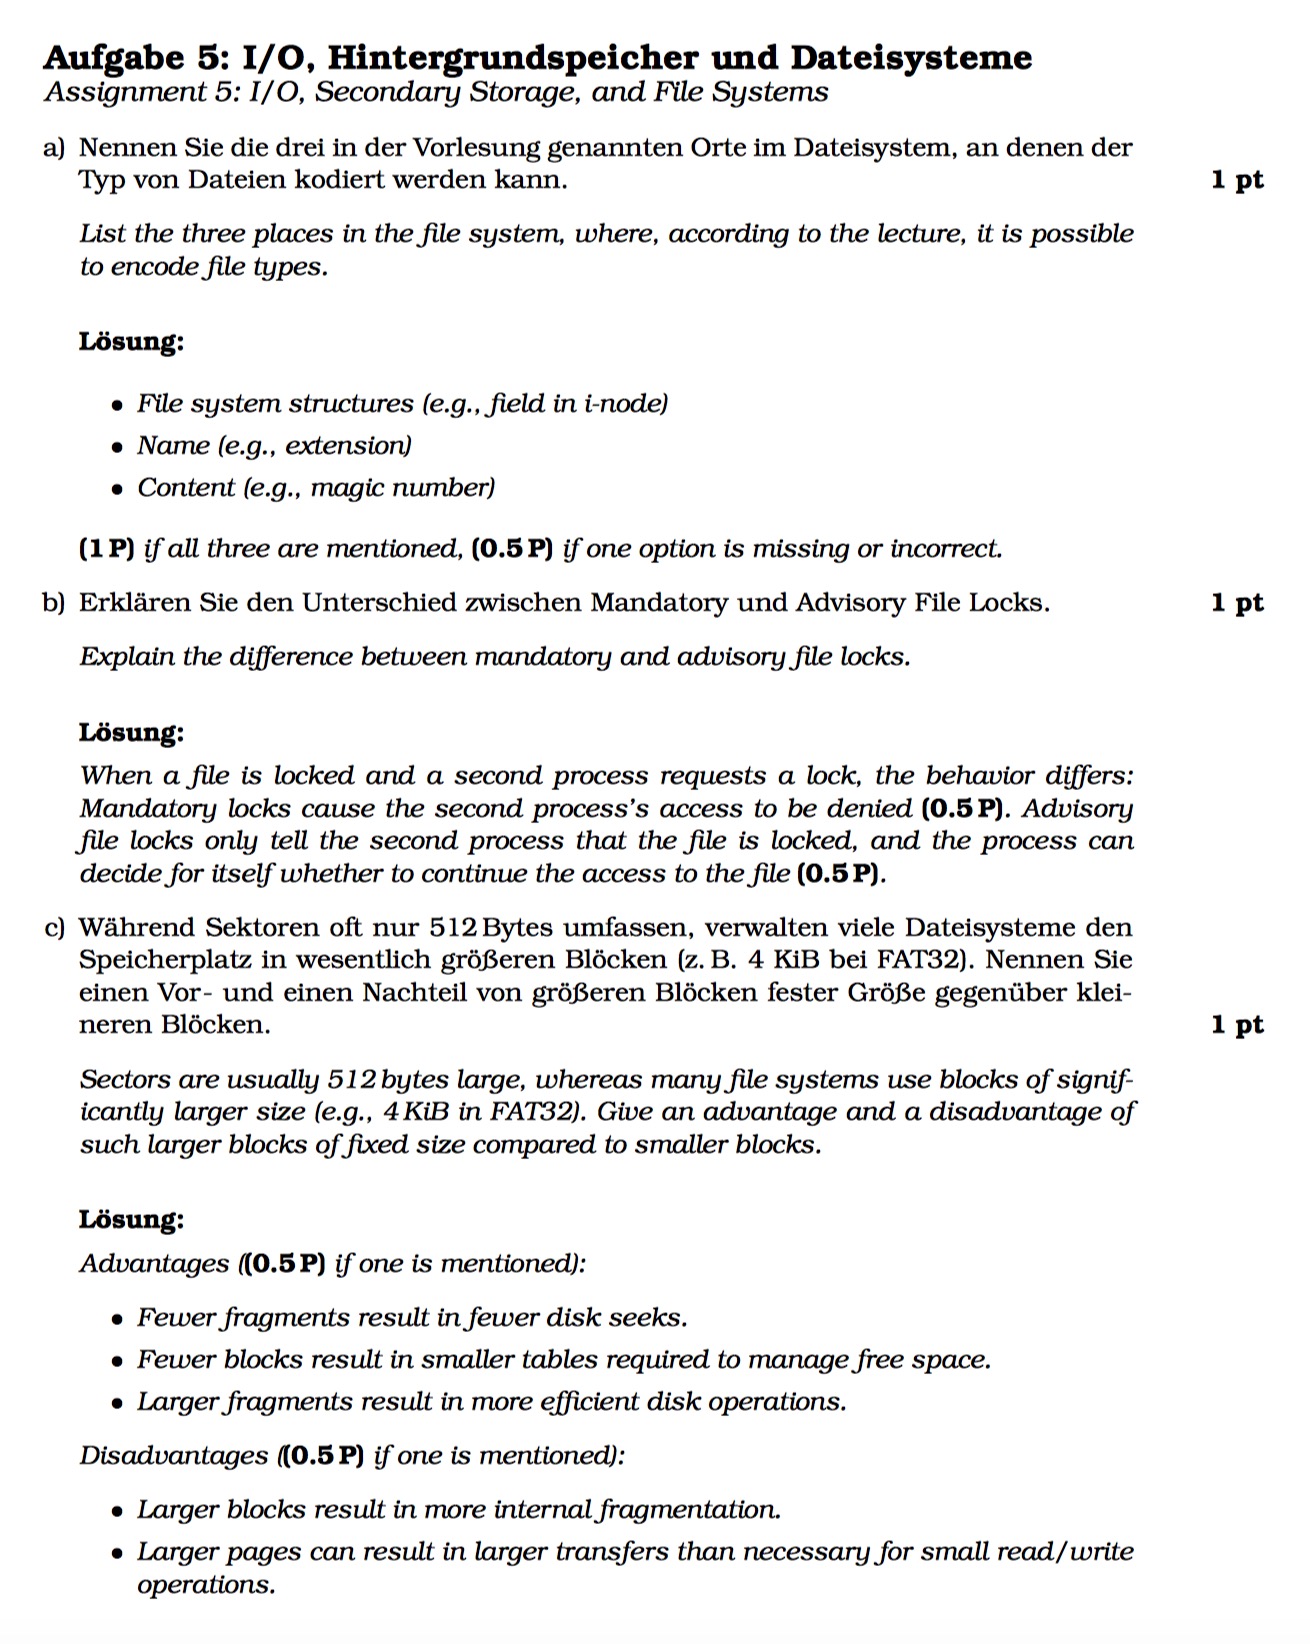 Aufgabe 5: I/O, Hintergrundspeicher und Dateisysteme
Assignment 5: I/O, Secondary Storage, and File Systems
a) Nennen Sie die drei in der Vorlesung genannten Orte im Dateisystem, an denen der
Typ von Dateien kodiert werden kann. 1 pt
List the three places in the file system, where, according to the lecture, it is possible
to encode file types.
Lösung:
• File system structures (e.g., field in i-node)
• Name (e.g., extension)
• Content (e.g., magic number)
(1 P) if all three are mentioned, (0.5 P) if one option is missing or incorrect.
b) Erklären Sie den Unterschied zwischen Mandatory und Advisory File Locks. 1 pt
Explain the difference between mandatory and advisory file locks.
Lösung:
When a file is locked and a second process requests a lock, the behavior differs:
Mandatory locks cause the second process's access to be denied (0.5 P). Advisory
file locks only tell the second process that the file is locked, and the process can
decide for itself whether to continue the access to the file (0.5 P).
c) Während Sektoren oft nur 512 Bytes umfassen, verwalten viele Dateisysteme den
Speicherplatz in wesentlich größeren Blöcken (z. B. 4 KiB bei FAT32). Nennen Sie
einen Vor- und einen Nachteil von größeren Blöcken fester Größe gegenüber klei-
neren Blöcken. 1 pt
Sectors are usually 512 bytes large, whereas many file systems use blocks of signif-
icantly larger size (e.g., 4 KiB in FAT32). Give an advantage and a disadvantage of
such larger blocks of fixed size compared to smaller blocks.
Lösung:
Advantages ((0.5 P) if one is mentioned):
• Fewer fragments result in fewer disk seeks.
• Fewer blocks result in smaller tables required to manage free space.
• Larger fragments result in more efficient disk operations.
Disadvantages ((0.5 P) if one is mentioned):
• Larger blocks result in more internal fragmentation.
• Larger pages can result in larger transfers than necessary for small read/write
operations.